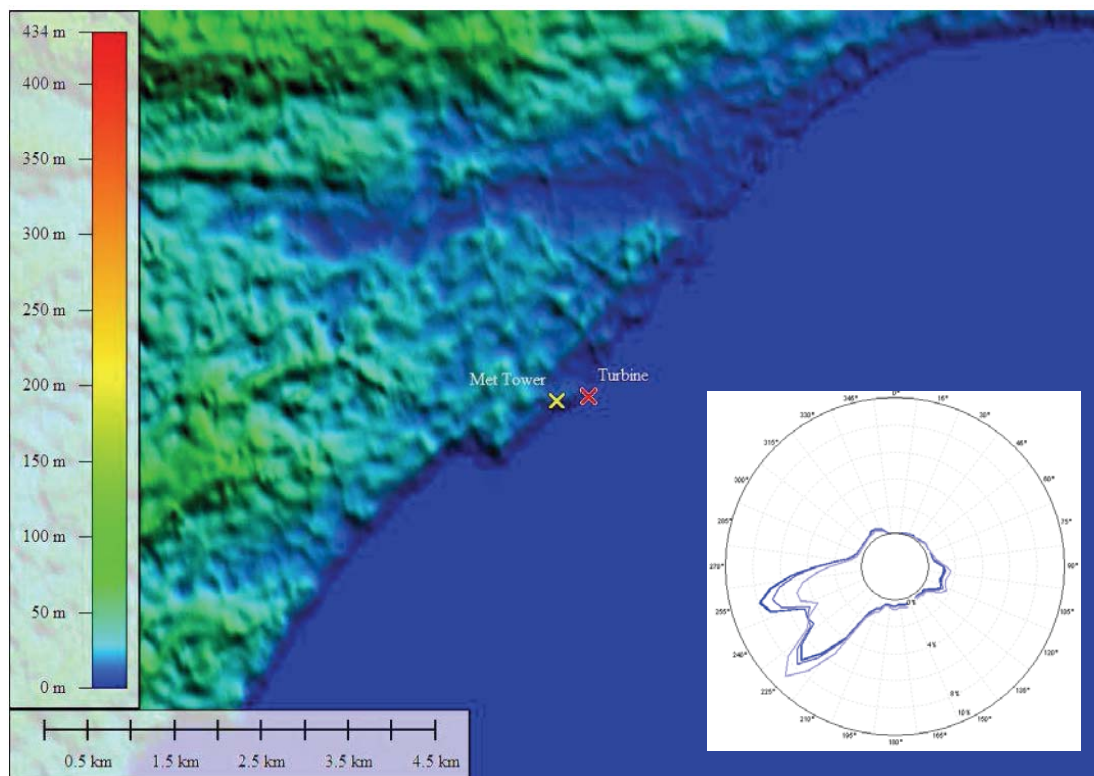 434 m
400 m
350 m
300 m
250 m
200 m
150 m
100 m
50 m
0 m
Met Tower
Turbine
0.5 km
1.5 km
2.5 km
3.5 km
4.5 km
0°
15°
30°
45°
60°
75°
90°
105°
120°
135°
150°
165°
180°
195°
210°
225°
240°
255°
270°
285°
300°
315°
330°
345°
0%
4%
8%
10%